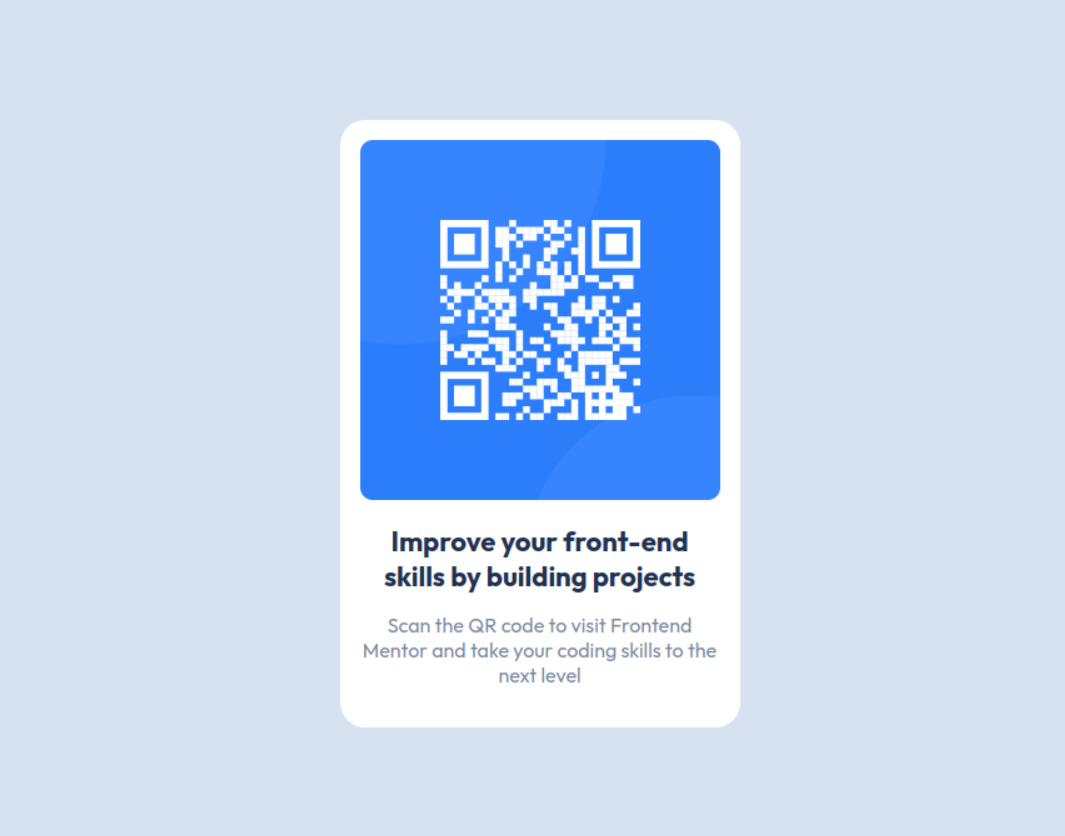 Improve your front-end
skills by building projects
Scan the QR code to visit Frontend
Mentor and take your coding skills to the
next level